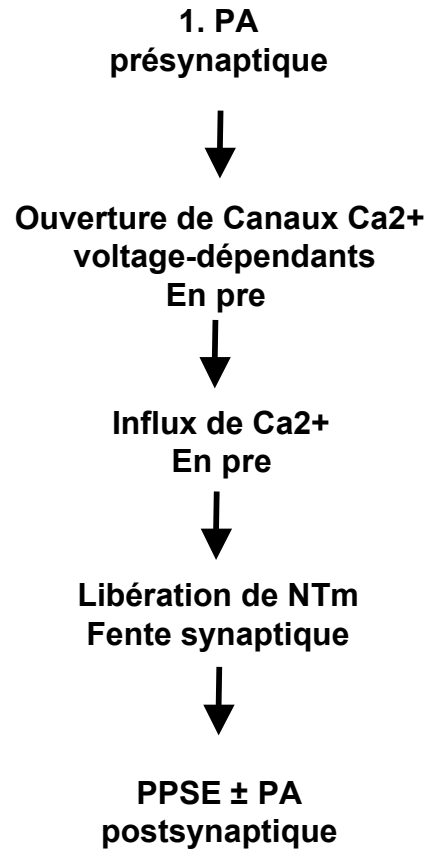 1. PA
présynaptique
Ouverture de Canaux Ca2+
voltage-dépendants
En pre
Influx de Ca2+
En pre
Libération de NTm
Fente synaptique
PPSE ± PA
postsynaptique